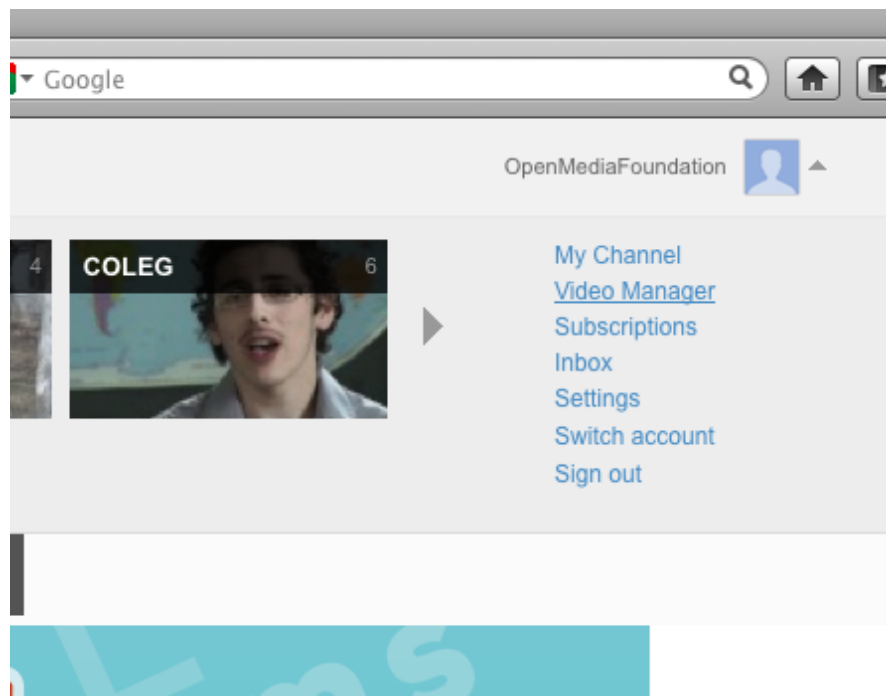 Google
OpenMediaFoundation
4
COLEG
6
My Channel
Video Manager
Subscriptions
Inbox
Settings
Switch account
Sign out